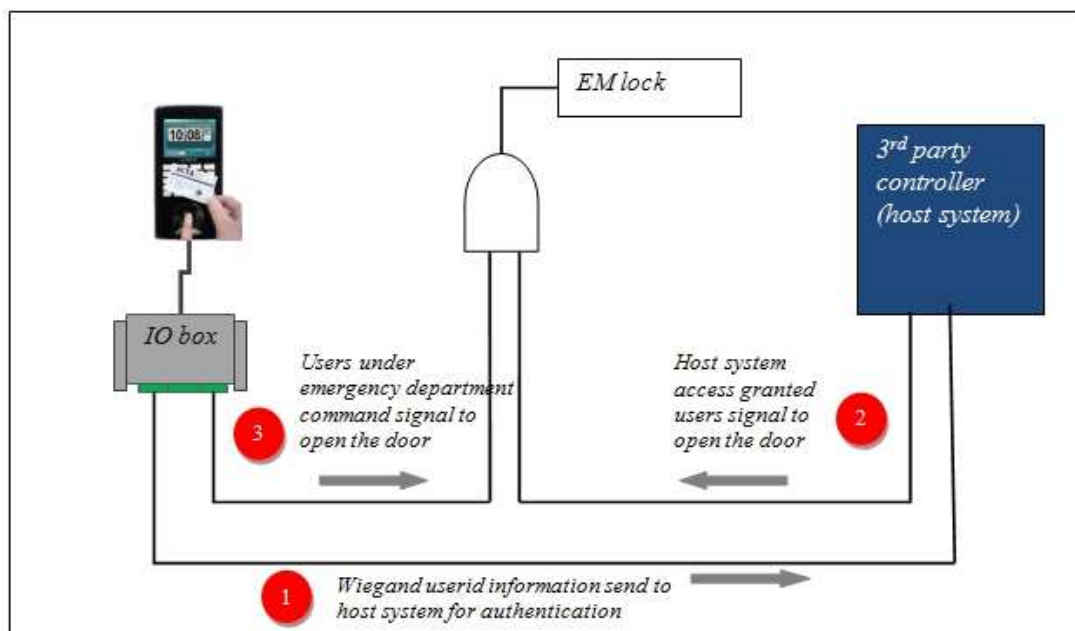 EM lock
10:08
3rd party
controller
(host system)
IO box
Users under
emergency department
command signal to
open the door
3
Host system
access granted
users signal to
open the door
2
1
Wiegand userid information send to
host system for authentication